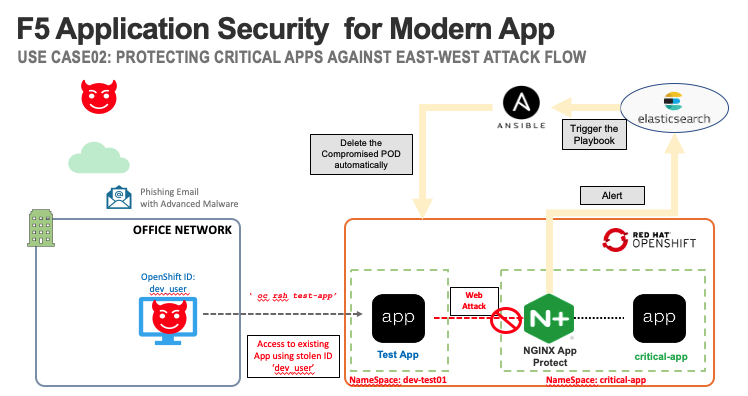 F5 Application Security for Modern App
USE CASE02: PROTECTING CRITICAL APPS AGAINST EAST-WEST ATTACK FLOW
ANSIBLE
elasticsearch
Delete the
Compromised POD
automatically
Trigger the
Playbook
Alert
Phishing Email
with Advanced Malware
OFFICE NETWORK
RED HAT
OPENSHIFT
OpenShift ID:
dev_user
' oc rsh test-app'
Access to existing
App using stolen ID
'dev_user'
app
Test App
Web
Attack
N+
NGINX App
Protect
app
critical-app
NameSpace: dev-test01
NameSpace: critical-app